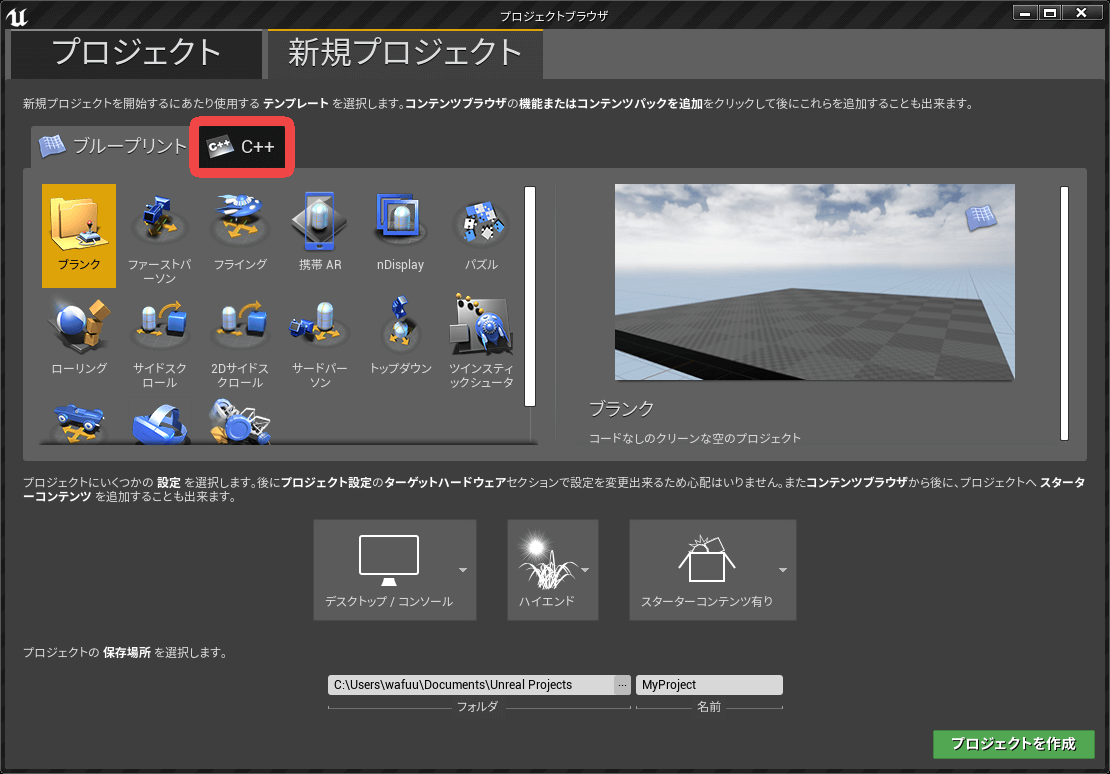 プロジェクトブラウザ
プロジェクト
新規プロジェクト
新規プロジェクトを開始するにあたり使用する テンプレート を選択します。コンテンツブラウザの機能またはコンテンツパックを追加をクリックして後にこれらを追加することも出来ます。
ブループリント
C++
C++
ブランク
ファーストパ
ーソン
フライング
携帯 AR
nDisplay
パズル
ローリング
サイドスク
ロール
2Dサイドス
クロール
サードパー
ソン
トップダウン
ツインスティ
ックシュータ
ブランク
コードなしのクリーンな空のプロジェクト
プロジェクトにいくつかの 設定 を選択します。後にプロジェクト設定のターゲットハードウェアセクションで設定を変更出来るため心配はいりません。またコンテンツブラウザから後に、プロジェクトへ スタータ
ーコンテンツ を追加することも出来ます。
デスクトップ / コンソール
ハイエンド
スターターコンテンツ有り
プロジェクトの 保存場所 を選択します。
C:\Users\wafuu\Documents\Unreal Projects
...
MyProject
フォルダ
名前
プロジェクトを作成